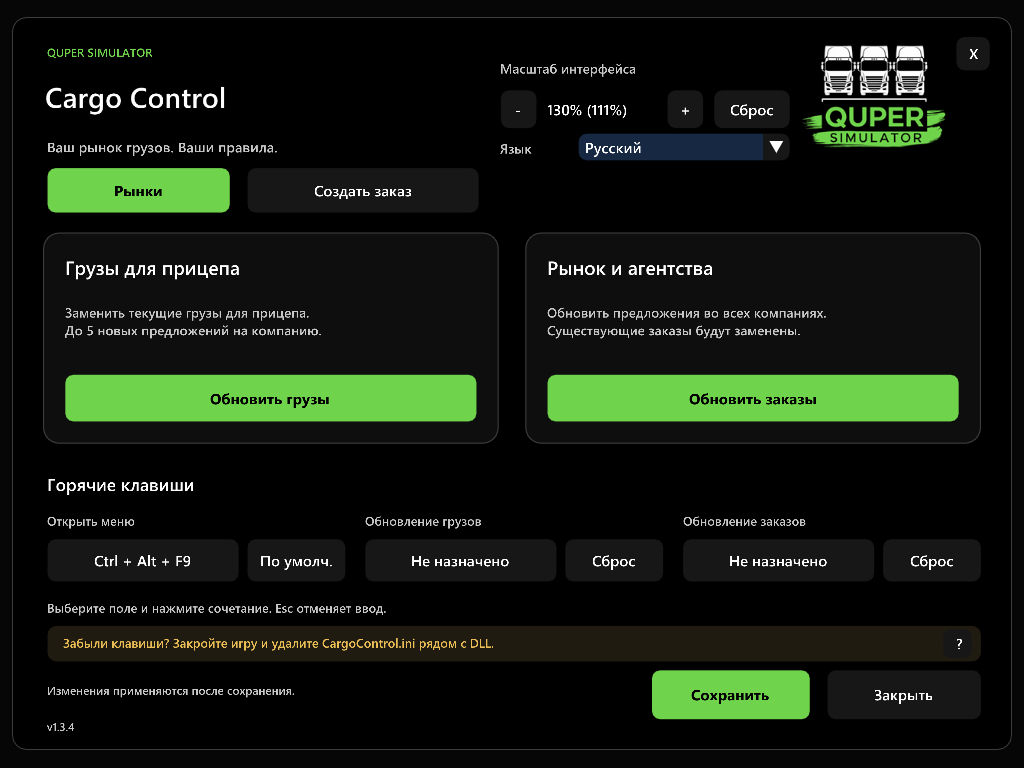 QUPER SIMULATOR
Cargo Control
Ваш рынок грузов. Ваши правила.
Масштаб интерфейса
- 130% (111%) + Сброс
Язык Русский
QUPER
SIMULATOR
X
Рынки Создать заказ
Грузы для прицепа
Заменить текущие грузы для прицепа.
До 5 новых предложений на компанию.
Обновить грузы
Рынок и агентства
Обновить предложения во всех компаниях.
Существующие заказы будут заменены.
Обновить заказы
Горячие клавиши
Открыть меню Обновление грузов Обновление заказов
Ctrl + Alt + F9 По умолч. Не назначено Сброс Не назначено Сброс
Выберите поле и нажмите сочетание. Esc отменяет ввод.
Забыли клавиши? Закройте игру и удалите CargoControl.ini рядом с DLL. ?
Изменения применяются после сохранения.
Сохранить Закрыть
v1.3.4